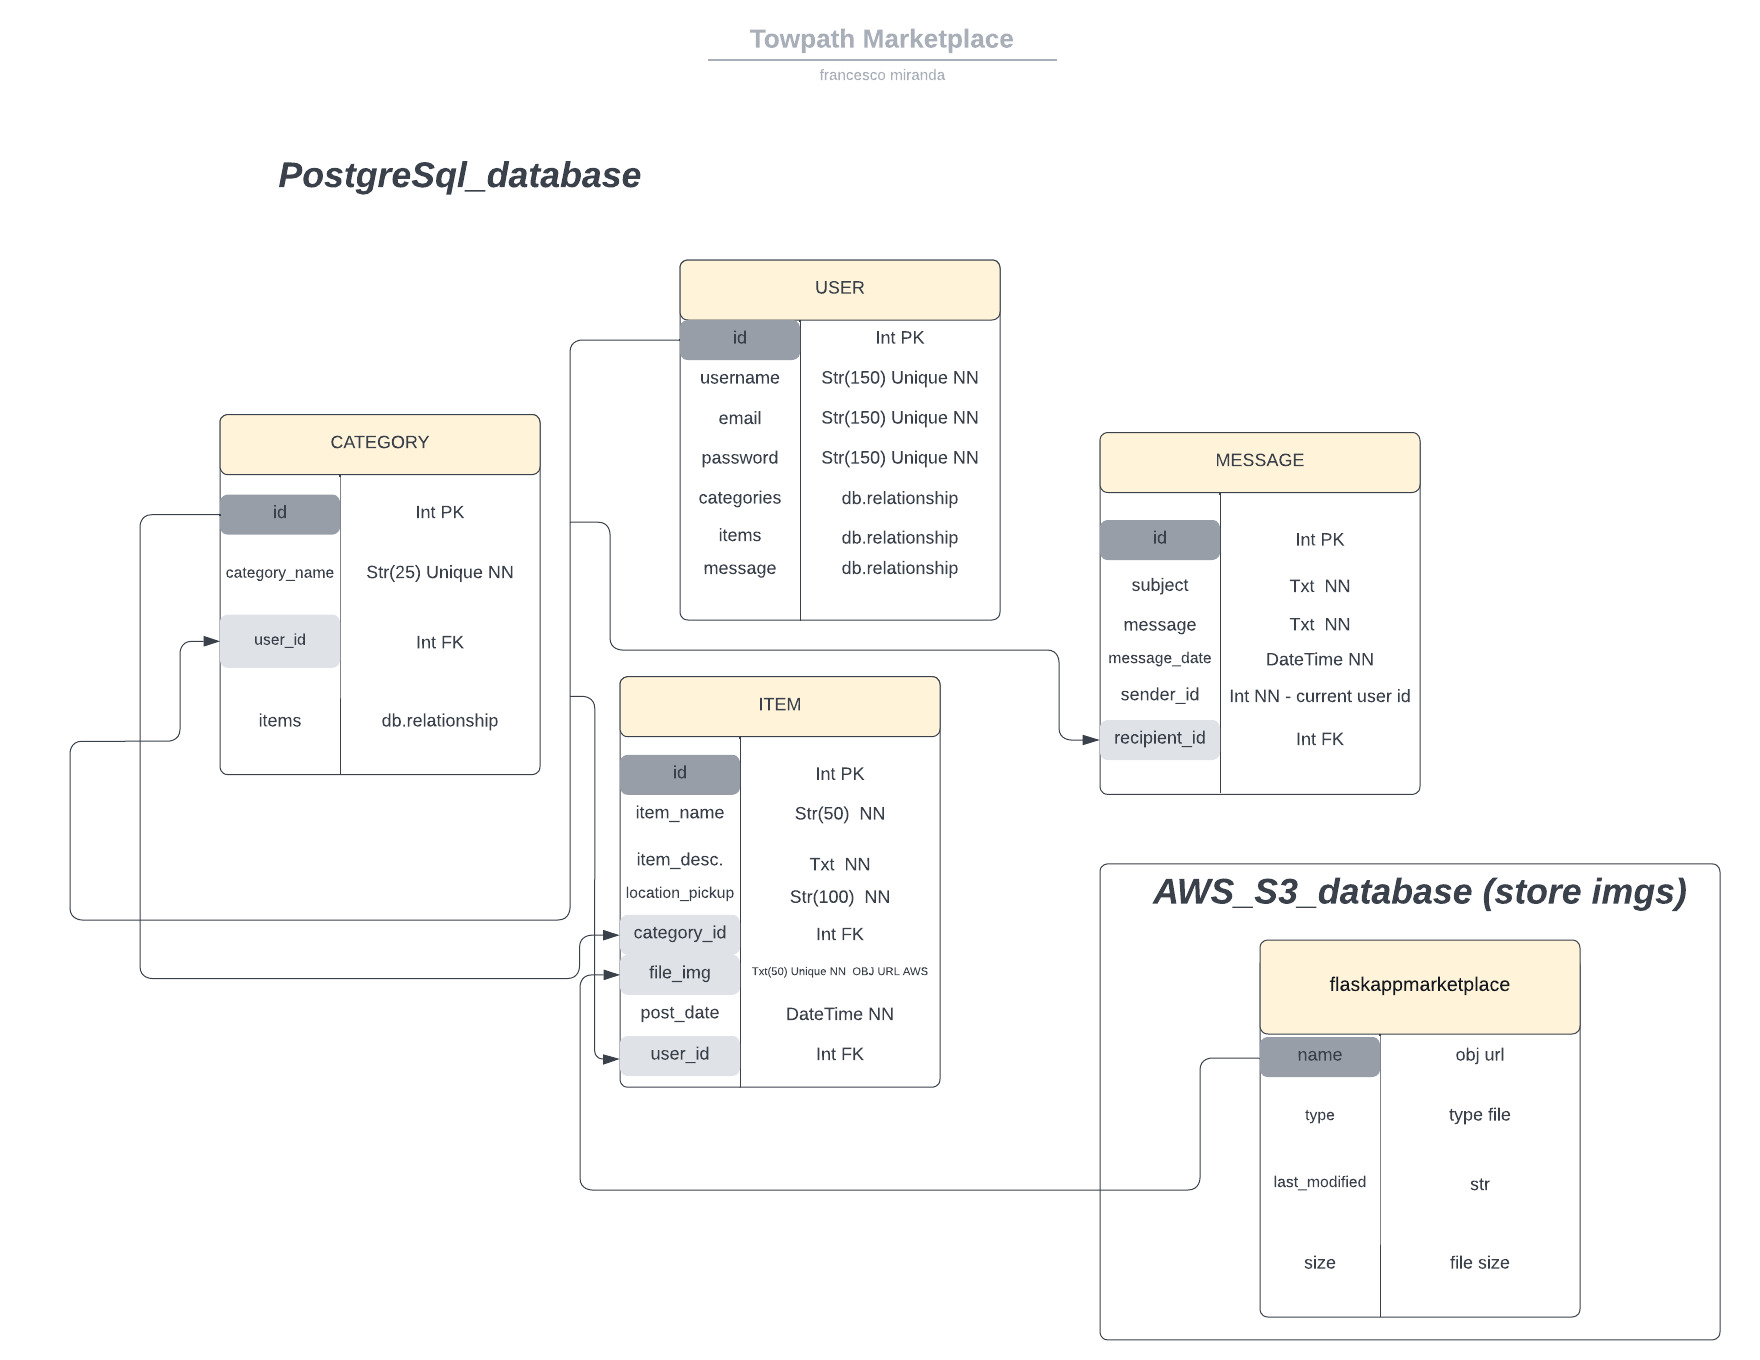 Towpath Marketplace
francesco miranda
PostgreSql_database
USER
id Int PK
username Str(150) Unique NN
email Str(150) Unique NN
password Str(150) Unique NN
categories db.relationship
items db.relationship
message db.relationship
CATEGORY
id Int PK
category_name Str(25) Unique NN
user_id Int FK
items db.relationship
MESSAGE
id Int PK
subject Txt NN
message Txt NN
message_date DateTime NN
sender_id Int NN - current user id
recipient_id Int FK
ITEM
id Int PK
item_name Str(50) NN
item_desc. Txt NN
location_pickup Str(100) NN
category_id Int FK
file_img Txt(50) Unique NN OBJ URL AWS
post_date DateTime NN
user_id Int FK
AWS_S3_database (store imgs)
flaskappmarketplace
name obj url
type type file
last_modified str
size file size